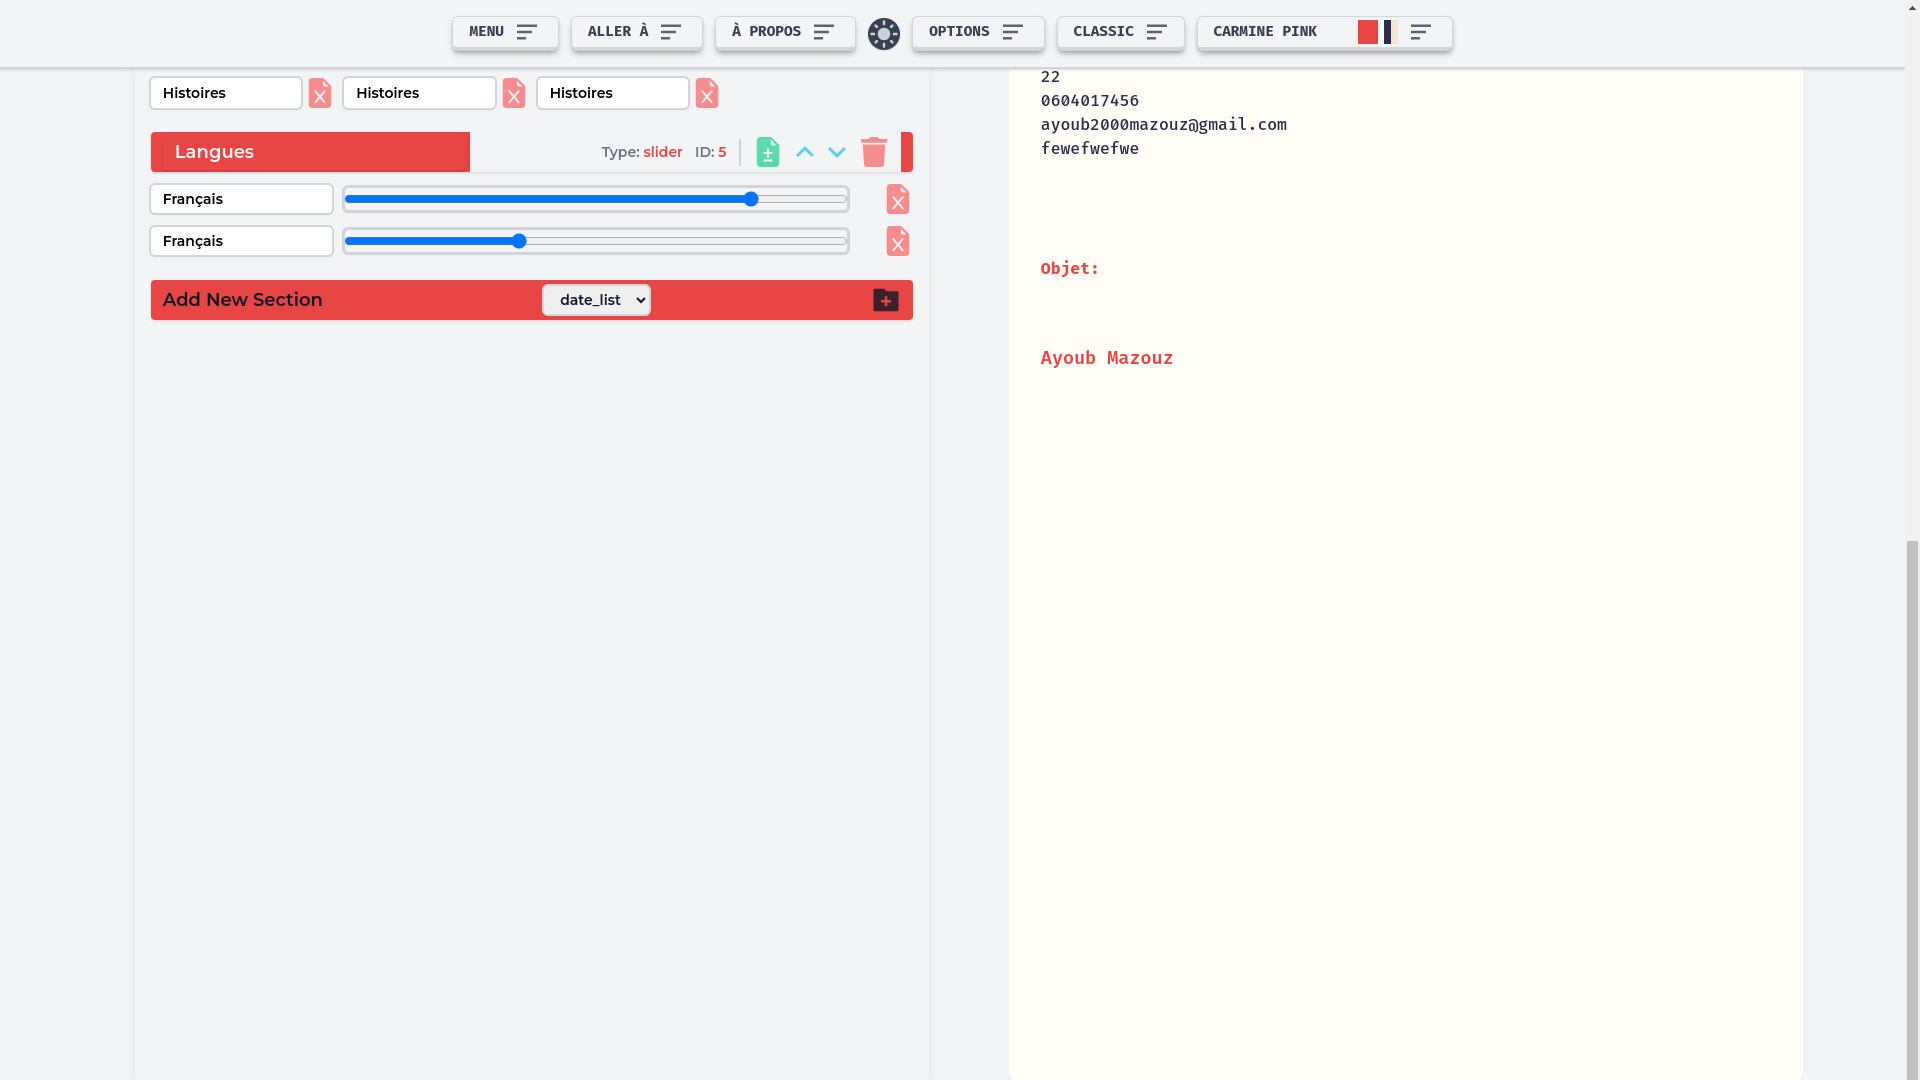 MENU
ALLER À
À PROPOS
OPTIONS
CLASSIC
CARMINE PINK
Histoires
Histoires
Histoires
Langues
Type: slider ID: 5
Français
Français
Add New Section
date_list
22
0604017456
ayoub2000mazouz@gmail.com
fewefwefwe
Objet:
Ayoub Mazouz